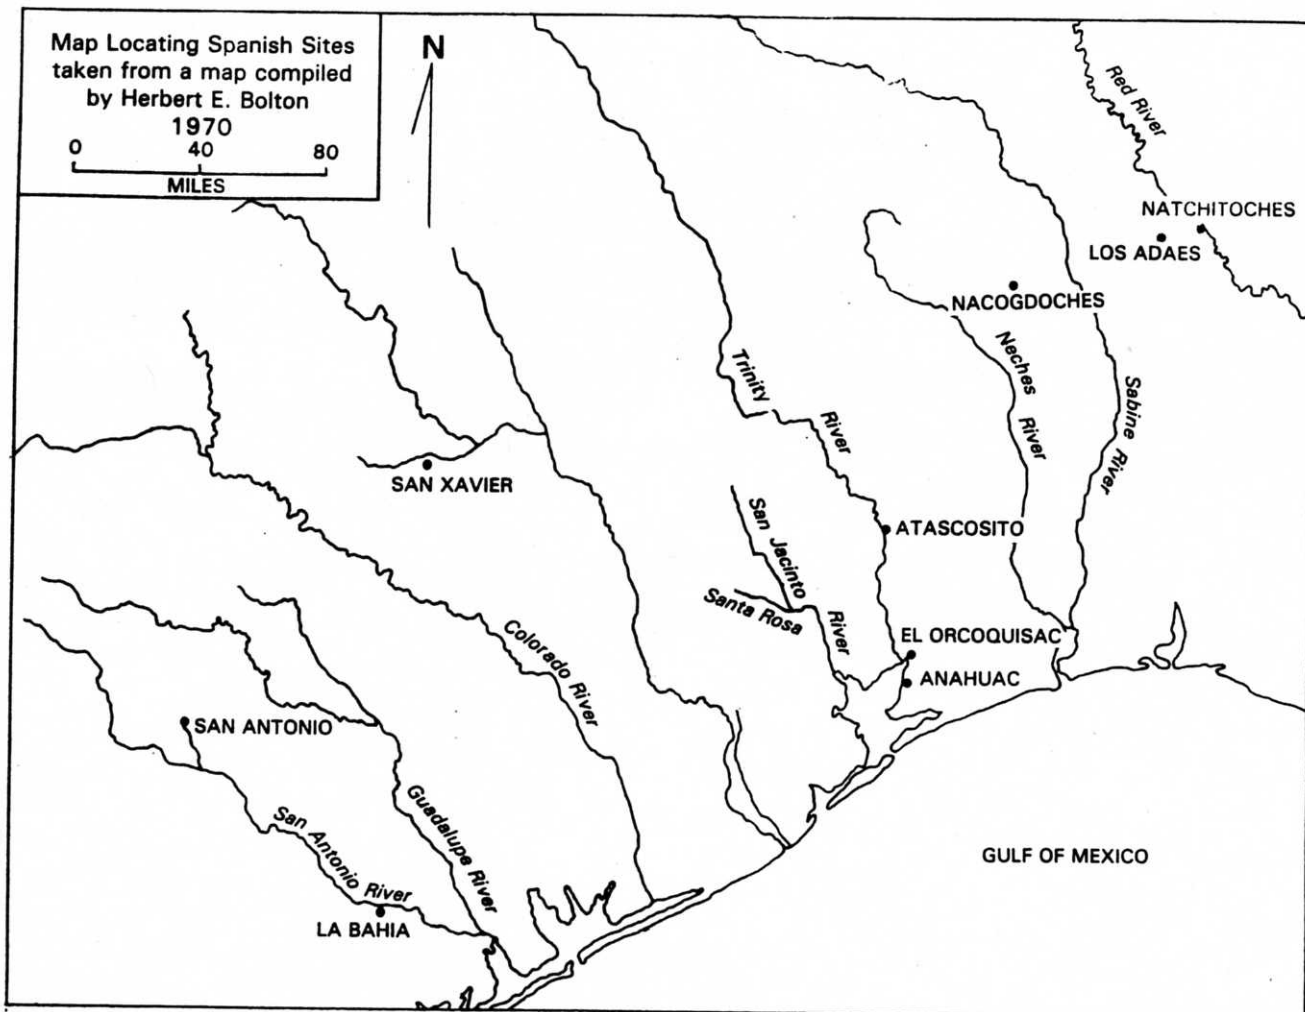 Map Locating Spanish Sites
taken from a map compiled
by Herbert E. Bolton
1970
0 40 80
MILES
N
Red River
NATCHITOCHES
LOS ADAES
NACOGDOCHES
Neches
River
Sabine River
Trinity
River
SAN XAVIER
ATASCOSITO
San Jacinto
River
Santa Rosa
EL ORCOQUISAC
ANAHUAC
Colorado River
SAN ANTONIO
Guadalupe River
San Antonio River
LA BAHIA
GULF OF MEXICO